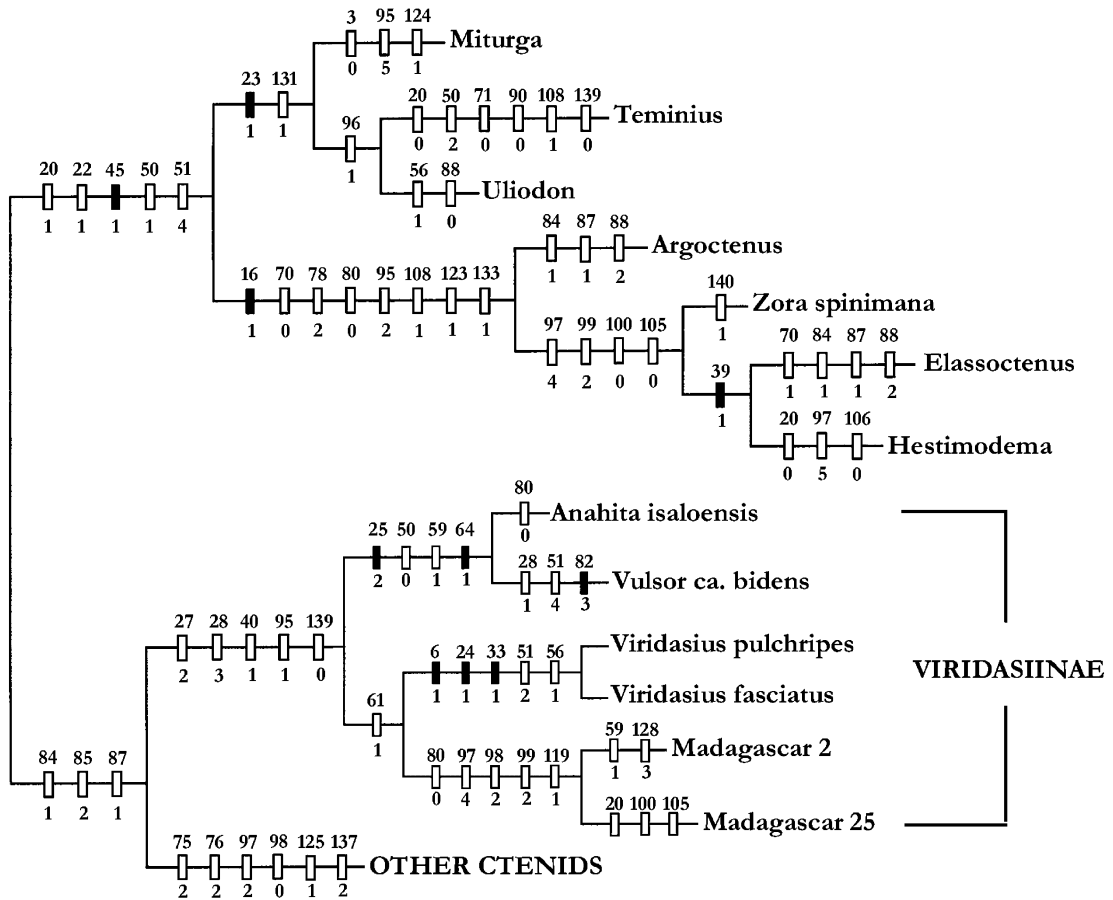 3 95 124
Miturga
0 5 1
23 131
1 1
20 50 71 90 108 139
Teminius
0 2 0 0 1 0
96
1
56 88
Uliodon
1 0
20 22 45 50 51
1 1 1 1 4
84 87 88
Argoctenus
1 1 2
16 70 78 80 95 108 123 133
1 0 2 0 2 1 1 1
140
Zora spinimana
1
97 99 100 105
4 2 0 0
70 84 87 88
Elassoctenus
1 1 1 2
39
1
20 97 106
Hestimodema
0 5 0
80
Anahita isaloensis
0
25 50 59 64
2 0 1 1
28 51 82
Vulsor ca. bidens
1 4 3
27 28 40 95 139
2 3 1 1 0
Viridasius pulchripes
6 24 33 51 56
1 1 1 2 1
Viridasius fasciatus
VIRIDASIINAE
61
1
59 128
Madagascar 2
1 3
80 97 98 99 119
0 4 2 2 1
20 100 105
Madagascar 25
0 0 0
84 85 87
1 2 1
75 76 97 98 125 137
OTHER CTENIDS
2 2 2 0 1 2